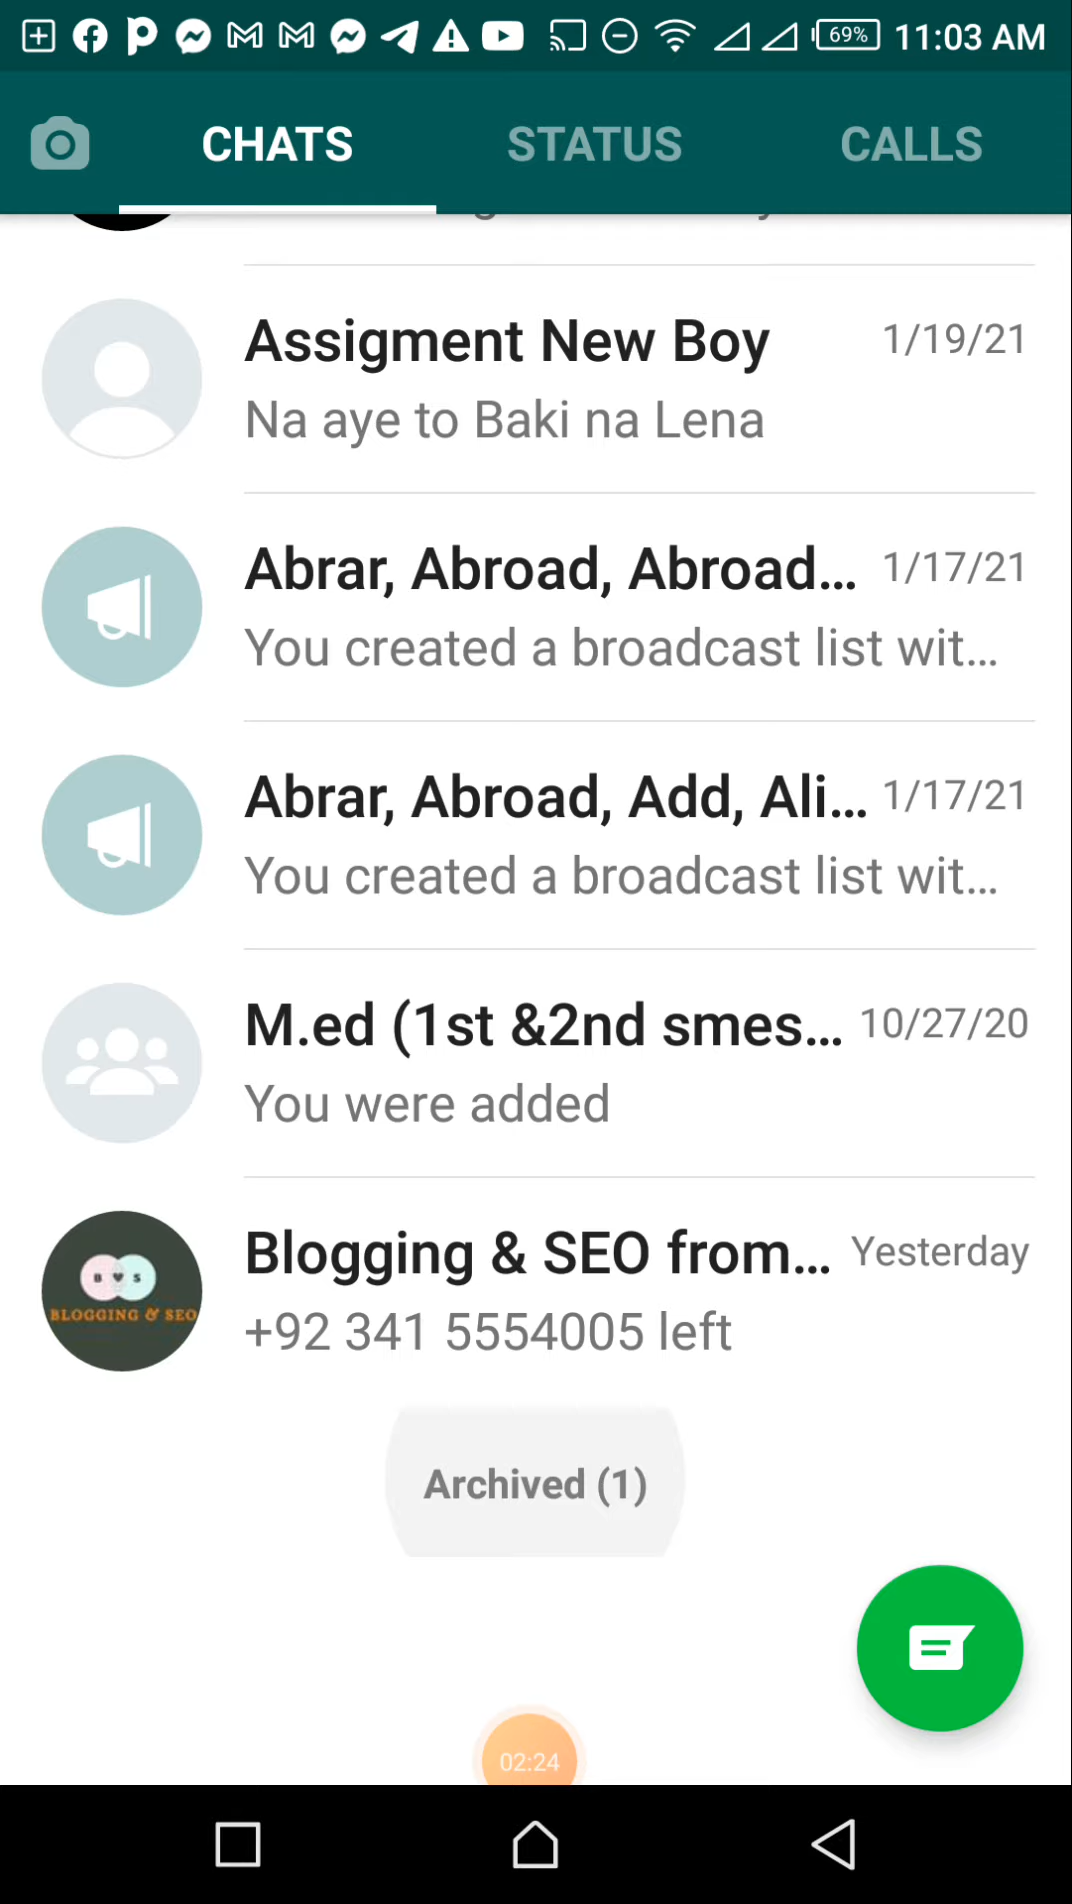 69% 11:03 AM
CHATS STATUS CALLS
Assigment New Boy 1/19/21
Na aye to Baki na Lena
Abrar, Abroad, Abroad... 1/17/21
You created a broadcast list wit...
Abrar, Abroad, Add, Ali... 1/17/21
You created a broadcast list wit...
M.ed (1st &2nd smes... 10/27/20
You were added
B S
BLOGGING & SEO
Blogging & SEO from... Yesterday
+92 341 5554005 left
Archived (1)
02:24